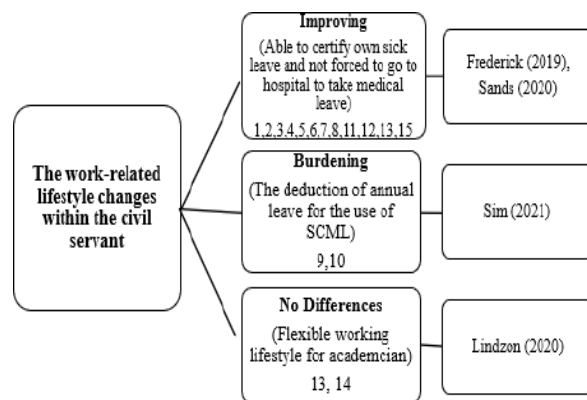 The work-related
lifestyle changes
within the civil
servant
Improving
(Able to certify own sick
leave and not forced to go to
hospital to take medical
leave)
1,2,3.4,5,6,7,8,11,12,13,15
Frederick (2019),
Sands (2020)
Burdening
(The deduction of annual
leave for the use of
SCML)
9,10
Sim (2021)
No Differences
(Flexible working
lifestyle for academcian)
13, 14
Lindzon (2020)